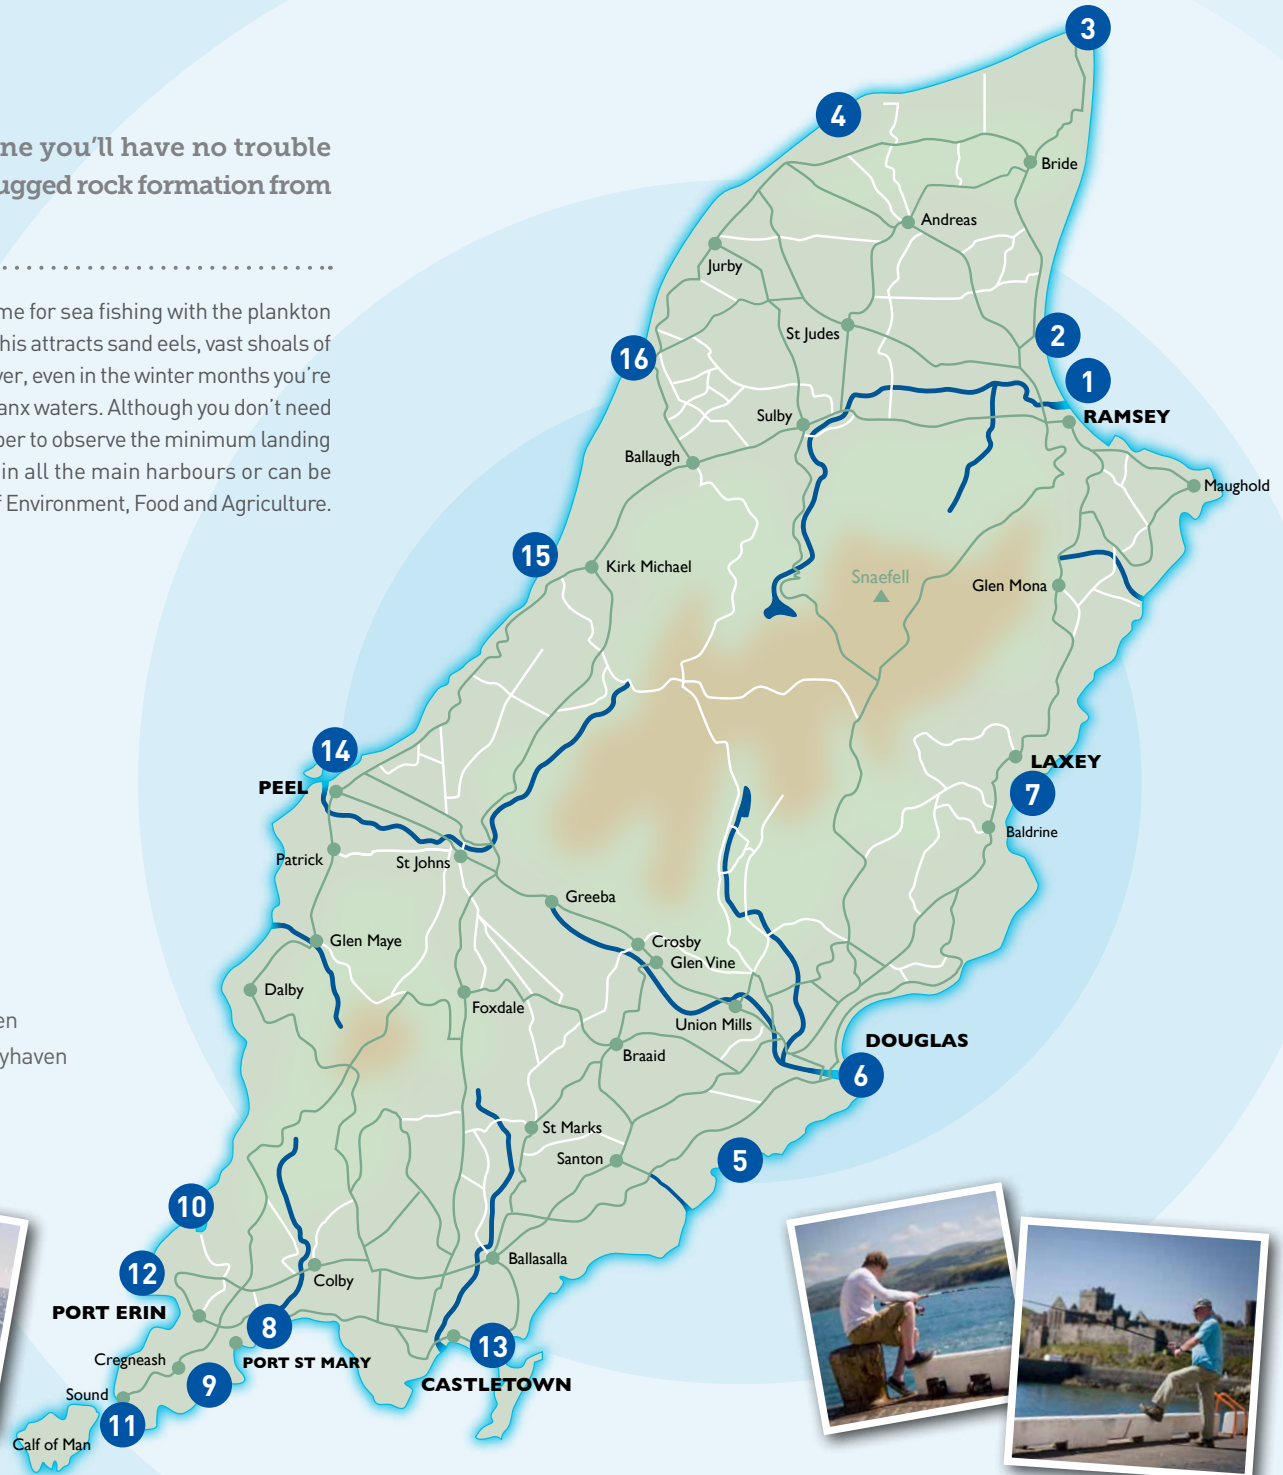 ne you'll have no trouble
ugged rock formation from
me for sea fishing with the plankton
his attracts sand eels, vast shoals of
ver, even in the winter months you're
anx waters. Although you don't need
ber to observe the minimum landing
in all the main harbours or can be
f Environment, Food and Agriculture.
en
yhaven
3
4
Bride
Andreas
Jurby
St Judes
2
16
1
RAMSEY
Sulby
Ballaugh
Maughold
15
Kirk Michael
Snaefell
Glen Mona
14
PEEL
LAXEY
7
Baldrine
Patrick
St Johns
Greeba
Glen Maye
Crosby
Glen Vine
Dalby
Foxdale
Union Mills
DOUGLAS
Braaid
6
St Marks
Santon
5
10
12
Ballasalla
Colby
PORT ERIN
8
13
Cregneash
PORT ST MARY
9
CASTLETOWN
Sound
11
Calf of Man